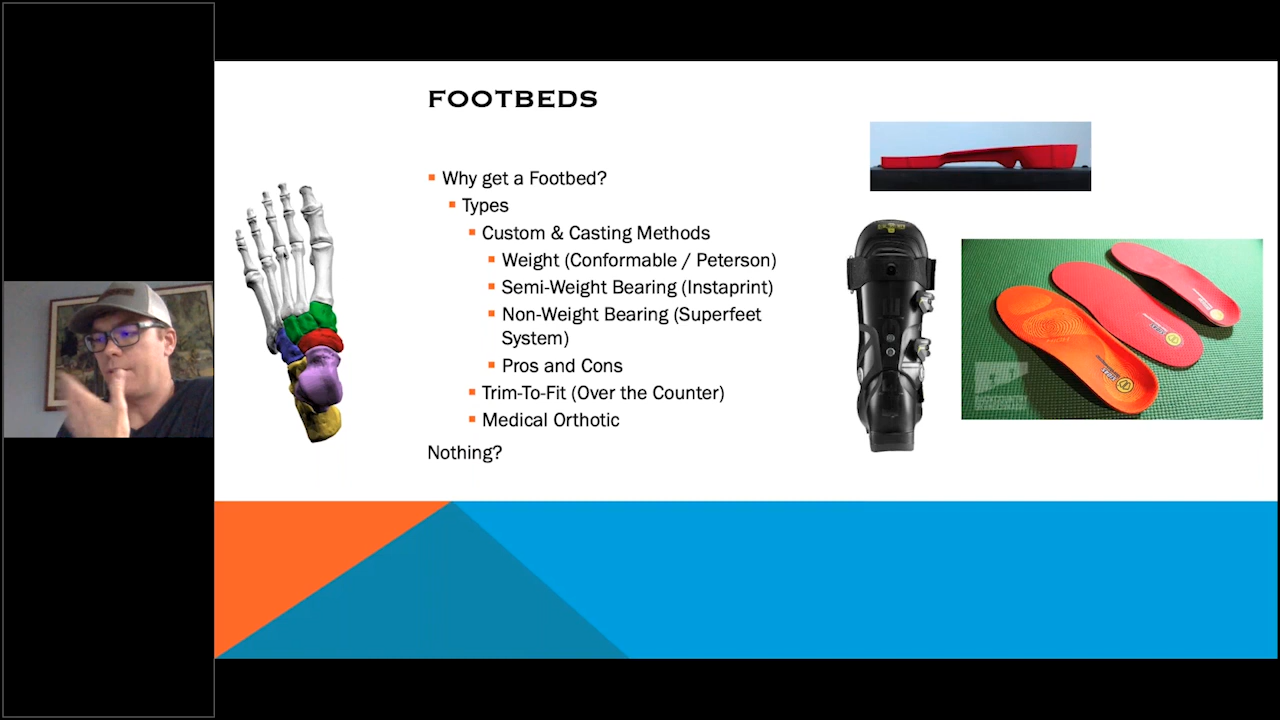 FOOTBEDS
Why get a Footbed?
Types
Custom & Casting Methods
Weight (Conformable / Peterson)
Semi-Weight Bearing (Instaprint)
Non-Weight Bearing (Superfeet
System)
Pros and Cons
Trim-To-Fit (Over the Counter)
Medical Orthotic
Nothing?